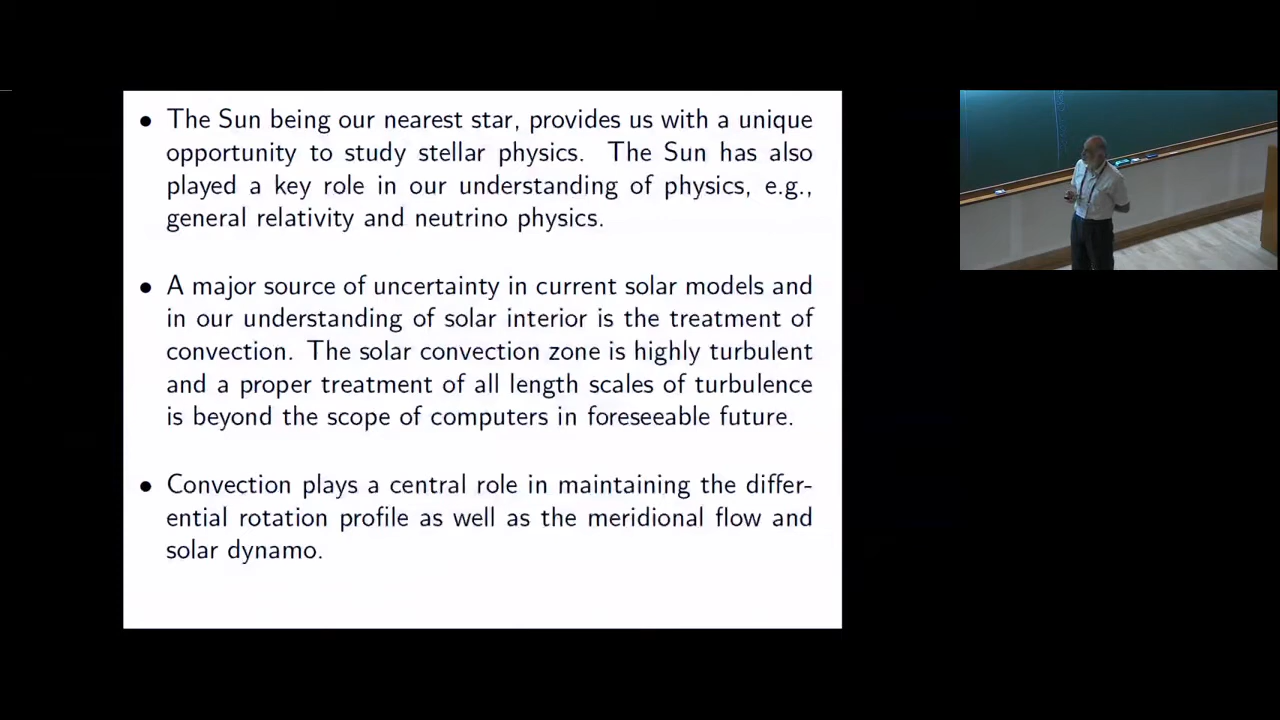 • The Sun being our nearest star, provides us with a unique
opportunity to study stellar physics. The Sun has also
played a key role in our understanding of physics, e.g.,
general relativity and neutrino physics.
• A major source of uncertainty in current solar models and
in our understanding of solar interior is the treatment of
convection. The solar convection zone is highly turbulent
and a proper treatment of all length scales of turbulence
is beyond the scope of computers in foreseeable future.
• Convection plays a central role in maintaining the differ-
ential rotation profile as well as the meridional flow and
solar dynamo.